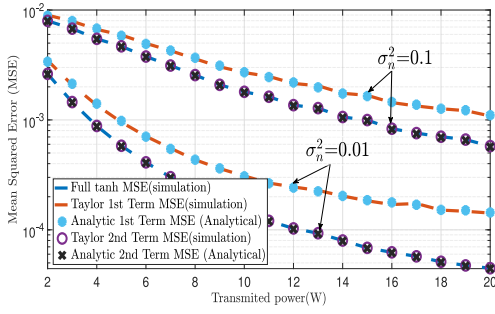 10^-2
10^-3
10^-4
Mean Squared Error (MSE)
σ_n^2=0.1
σ_n^2=0.01
Full tanh MSE(simulation)
Taylor 1st Term MSE(simulation)
Analytic 1st Term MSE (Analytical)
Taylor 2nd Term MSE(simulation)
Analytic 2nd Term MSE (Analytical)
2 4 6 8 10 12 14 16 18 20
Transmited power(W)